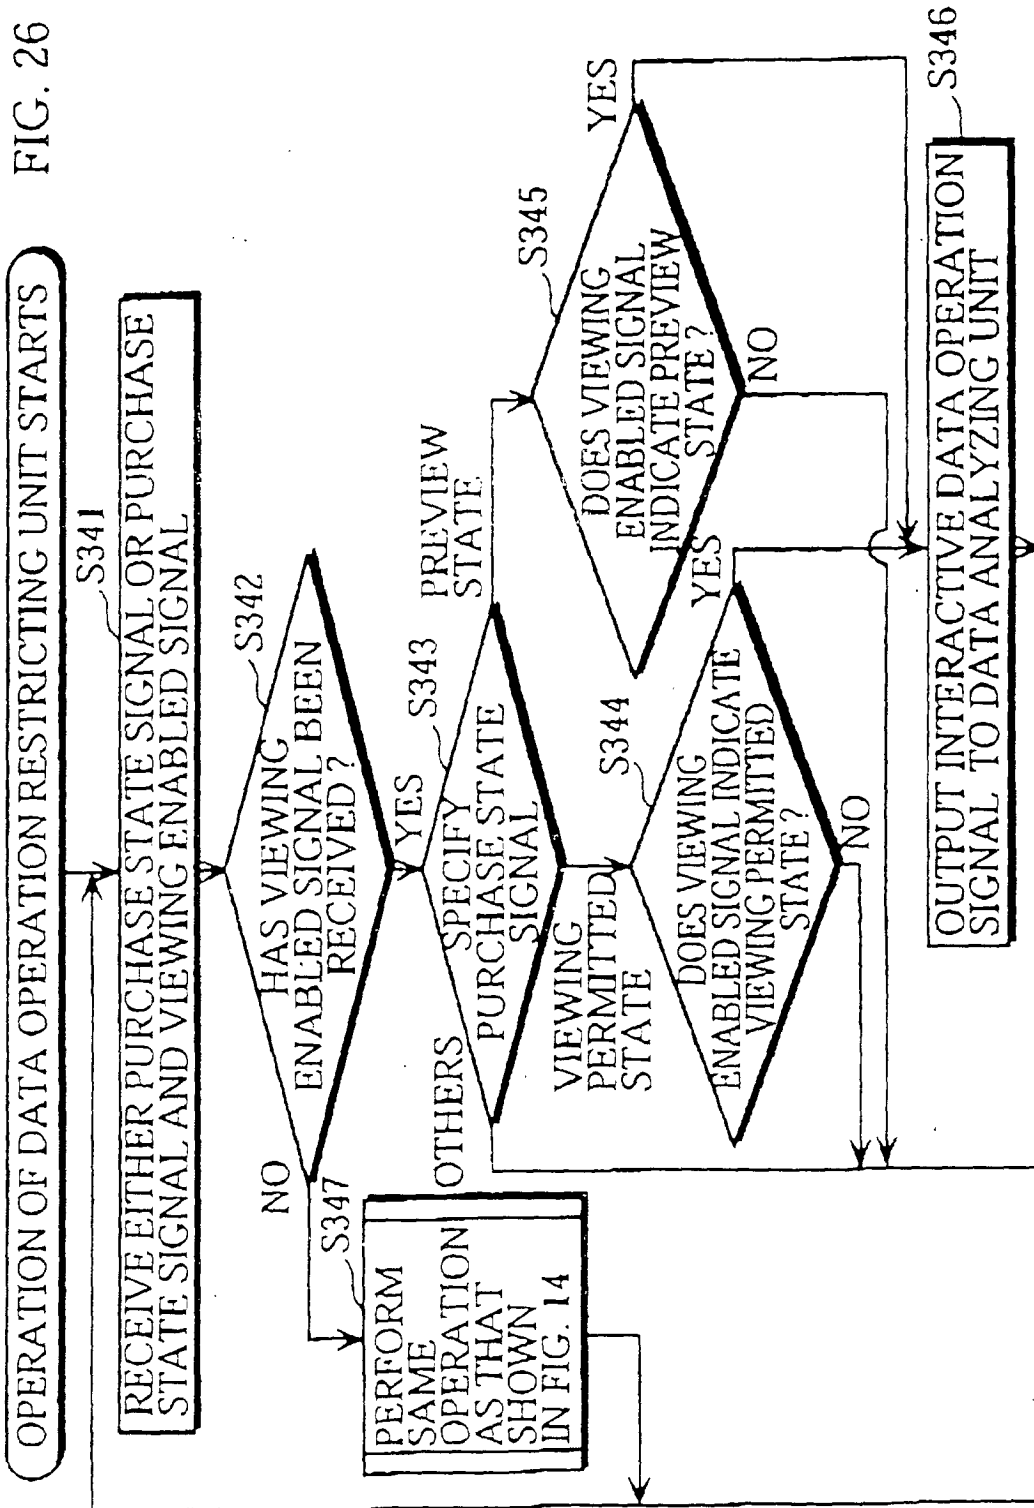 FIG. 26
OPERATION OF DATA OPERATION RESTRICTING UNIT STARTS
S341
RECEIVE EITHER PURCHASE STATE SIGNAL OR PURCHASE
STATE SIGNAL AND VIEWING ENABLED SIGNAL
S342
HAS VIEWING
ENABLED SIGNAL BEEN
RECEIVED?
NO
YES
S347
PERFORM
SAME
OPERATION
AS THAT
SHOWN
IN FIG. 14
S343
SPECIFY
PURCHASE STATE
SIGNAL
OTHERS
VIEWING
PERMITTED
STATE
PREVIEW
STATE
S344
DOES VIEWING
ENABLED SIGNAL INDICATE
VIEWING PERMITTED
STATE?
YES
NO
S345
DOES VIEWING
ENABLED SIGNAL
INDICATE PREVIEW
STATE?
YES
NO
S346
OUTPUT INTERACTIVE DATA OPERATION
SIGNAL TO DATA ANALYZING UNIT